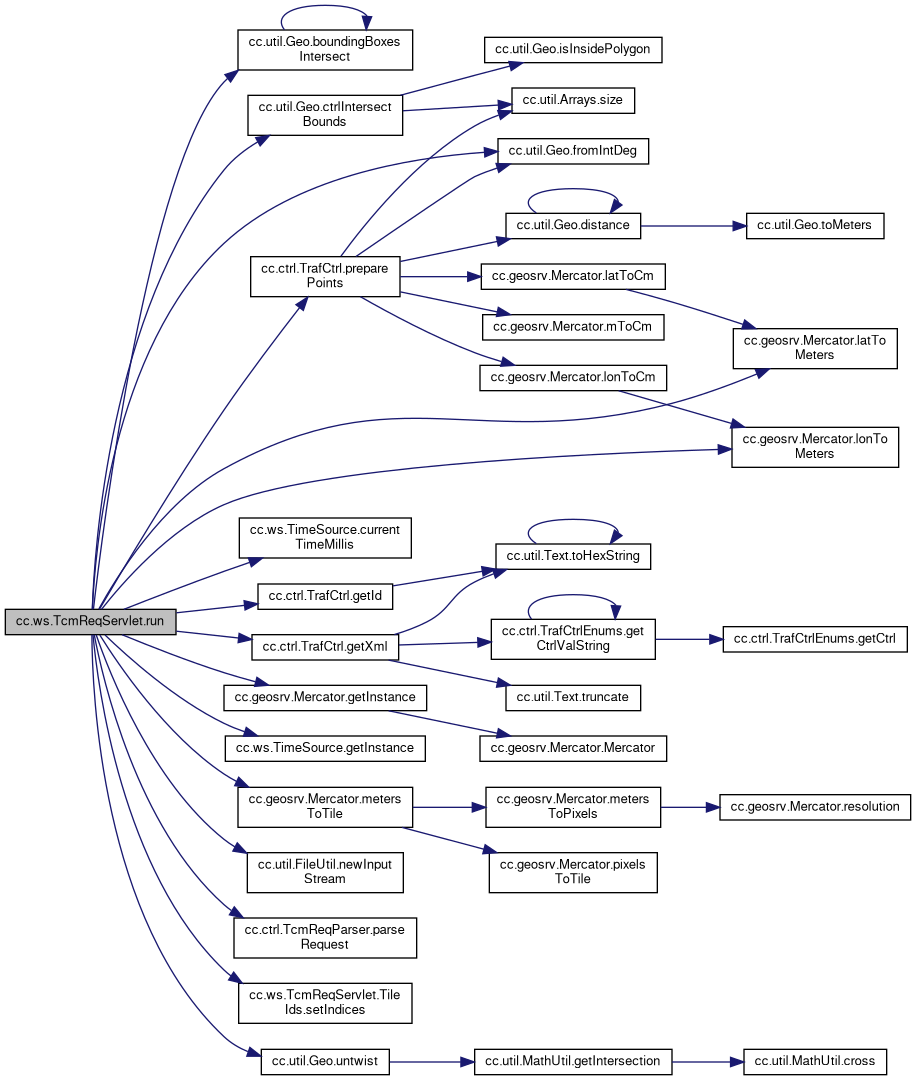 cc.util.Geo.boundingBoxes
Intersect
cc.util.Geo.isInsidePolygon
cc.util.Geo.ctrlIntersect
Bounds
cc.util.Arrays.size
cc.util.Geo.fromIntDeg
cc.util.Geo.distance
cc.util.Geo.toMeters
cc.ctrl.TrafCtrl.prepare
Points
cc.geosrv.Mercator.latToCm
cc.geosrv.Mercator.mToCm
cc.geosrv.Mercator.latTo
Meters
cc.geosrv.Mercator.lonToCm
cc.geosrv.Mercator.lonTo
Meters
cc.ws.TimeSource.current
TimeMillis
cc.util.Text.toHexString
cc.ctrl.TrafCtrl.getId
cc.ws.TcmReqServlet.run
cc.ctrl.TrafCtrl.getXml
cc.ctrl.TrafCtrlEnums.get
CtrlValString
cc.ctrl.TrafCtrlEnums.getCtrl
cc.geosrv.Mercator.getInstance
cc.util.Text.truncate
cc.ws.TimeSource.getInstance
cc.geosrv.Mercator.Mercator
cc.geosrv.Mercator.meters
ToTile
cc.geosrv.Mercator.meters
ToPixels
cc.geosrv.Mercator.resolution
cc.util.FileUtil.newInput
Stream
cc.geosrv.Mercator.pixels
ToTile
cc.ctrl.TcmReqParser.parse
Request
cc.ws.TcmReqServlet.Tile
Ids.setIndices
cc.util.Geo.untwist
cc.util.MathUtil.getIntersection
cc.util.MathUtil.cross